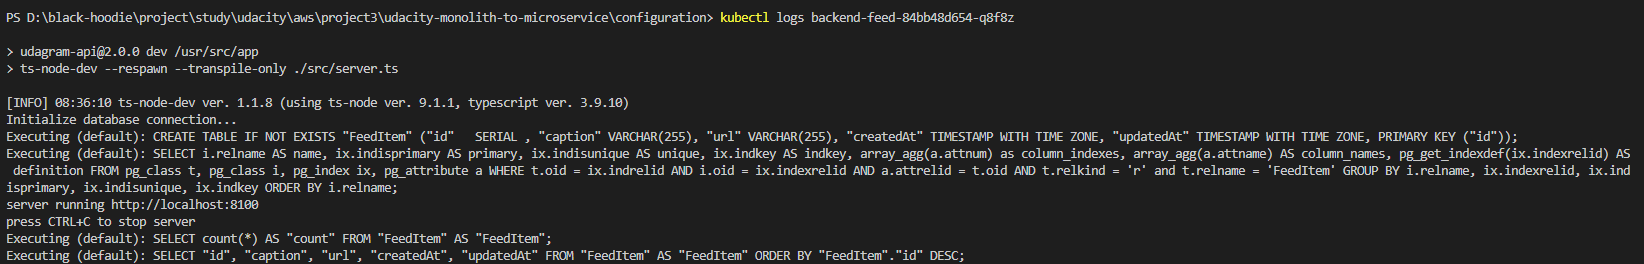 PS D:\black-hoodie\project\study\udacity\aws\project3\udacity-monolith-to-microservice\configuration> kubectl logs backend-feed-84bb48d654-q8f8z
> udagram-api@2.0.0 dev /usr/src/app
> ts-node-dev --respawn --transpile-only ./src/server.ts
[INFO] 08:36:10 ts-node-dev ver. 1.1.8 (using ts-node ver. 9.1.1, typescript ver. 3.9.10)
Initialize database connection...
Executing (default): CREATE TABLE IF NOT EXISTS "FeedItem" ("id"   SERIAL , "caption" VARCHAR(255), "url" VARCHAR(255), "createdAt" TIMESTAMP WITH TIME ZONE, "updatedAt" TIMESTAMP WITH TIME ZONE, PRIMARY KEY ("id"));
Executing (default): SELECT i.relname AS name, ix.indisprimary AS primary, ix.indisunique AS unique, ix.indkey AS indkey, array_agg(a.attnum) as column_indexes, array_agg(a.attname) AS column_names, pg_get_indexdef(ix.indexrelid) AS
 definition FROM pg_class t, pg_class i, pg_index ix, pg_attribute a WHERE t.oid = ix.indrelid AND i.oid = ix.indexrelid AND a.attrelid = t.oid AND t.relkind = 'r' and t.relname = 'FeedItem' GROUP BY i.relname, ix.indexrelid, ix.ind
isprimary, ix.indisunique, ix.indkey ORDER BY i.relname;
server running http://localhost:8100
press CTRL+C to stop server
Executing (default): SELECT count(*) AS "count" FROM "FeedItem" AS "FeedItem";
Executing (default): SELECT "id", "caption", "url", "createdAt", "updatedAt" FROM "FeedItem" AS "FeedItem" ORDER BY "FeedItem"."id" DESC;